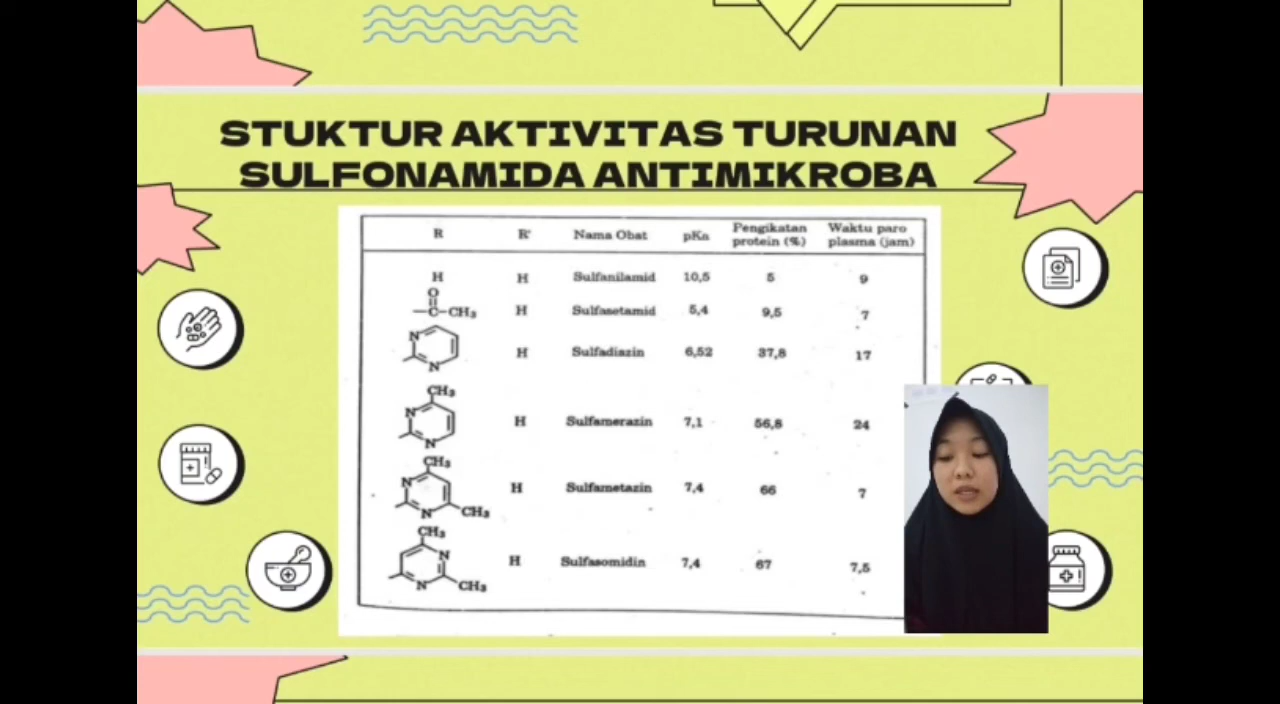 STUKTUR AKTIVITAS TURUNAN
SULFONAMIDA ANTIMIKROBA
R R' Nama Obat pKa Pengikatan protein (%) Waktu paro plasma (jam)
H H Sulfanilamid 10,5 5 9
O
—C—CH₃ H Sulfasetamid 5,4 9,5 7
N
N H Sulfadiazin 6,52 37,8 17
CH₃
N
N H Sulfamerazin 7,1 56,8 24
CH₃
N
N CH₃ H Sulfametazin 7,4 66 7
CH₃
N
N CH₃ H Sulfasomidin 7,4 67 7,5